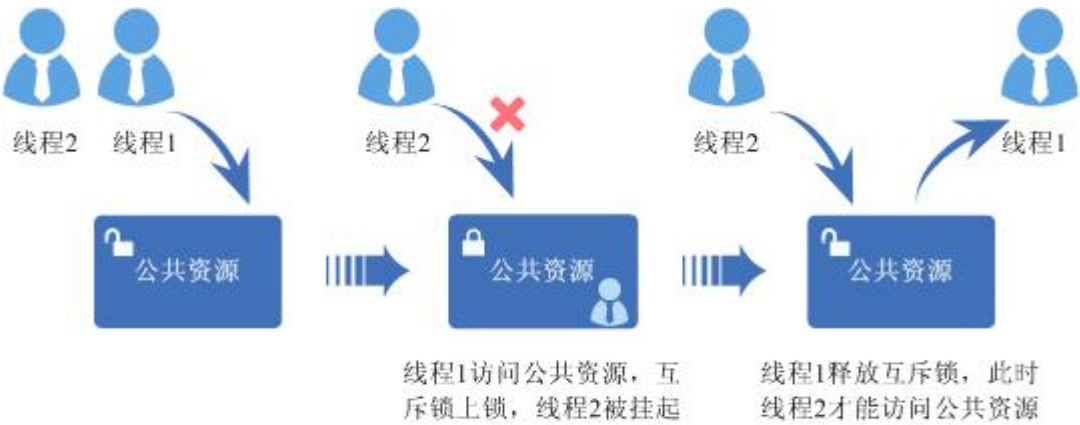 线程2
线程1
线程2
线程2
线程1
公共资源
公共资源
公共资源
线程1访问公共资源，互
斥锁上锁，线程2被挂起
线程1释放互斥锁，此时
线程2才能访问公共资源